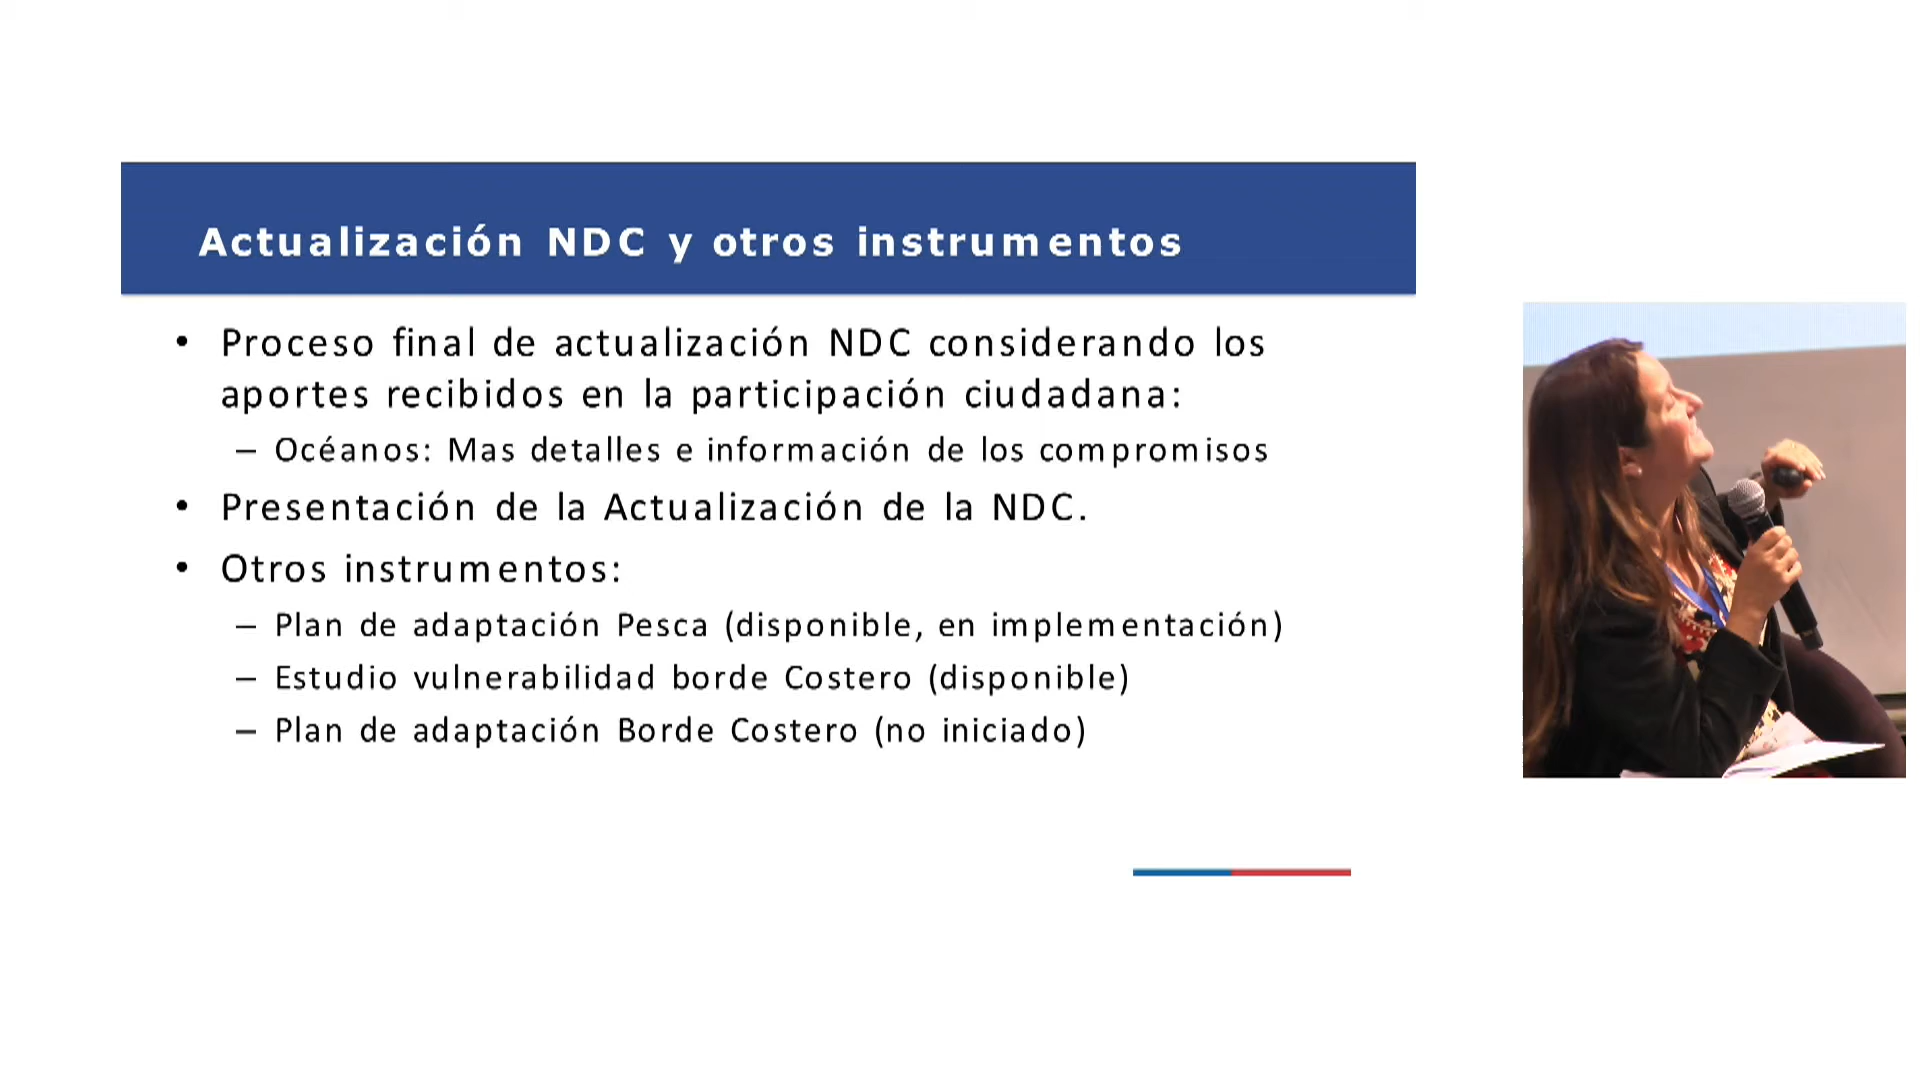 Actualización NDC y otros instrumentos
• Proceso final de actualización NDC considerando los
aportes recibidos en la participación ciudadana:
– Océanos: Mas detalles e información de los compromisos
• Presentación de la Actualización de la NDC.
• Otros instrumentos:
– Plan de adaptación Pesca (disponible, en implementación)
– Estudio vulnerabilidad borde Costero (disponible)
– Plan de adaptación Borde Costero (no iniciado)